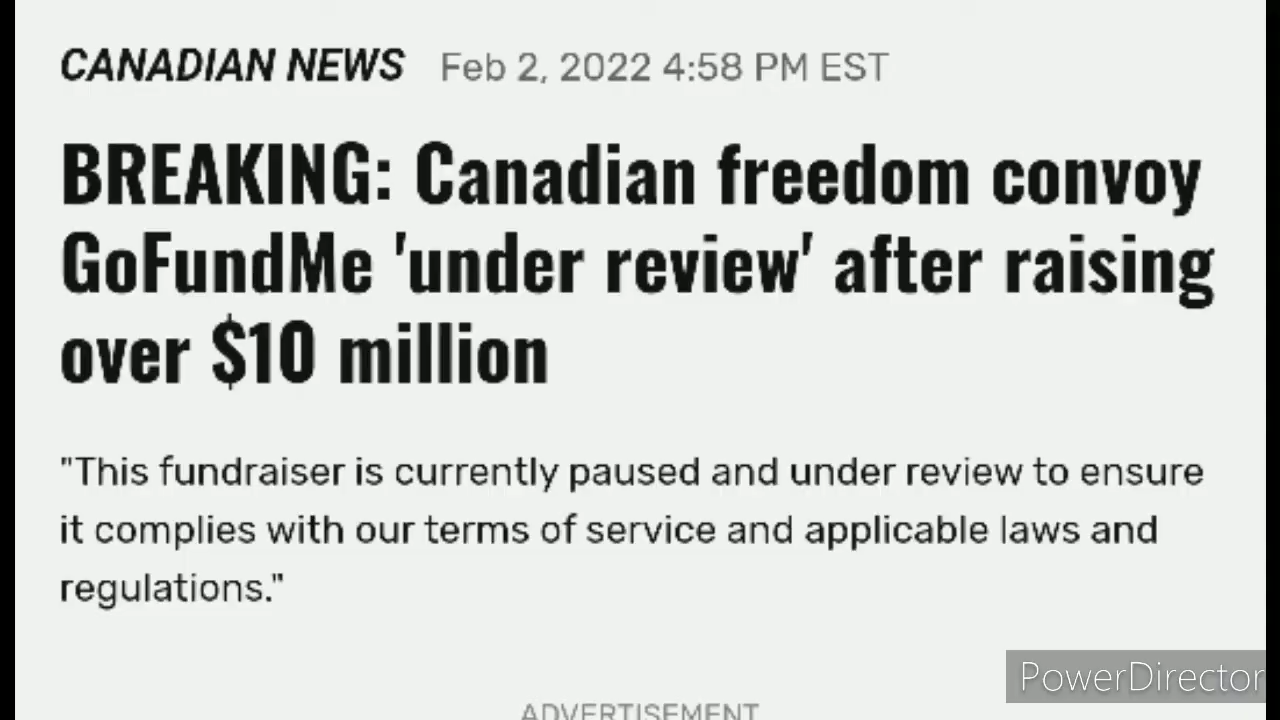 CANADIAN NEWS Feb 2, 2022 4:58 PM EST
BREAKING: Canadian freedom convoy
GoFundMe 'under review' after raising
over $10 million
"This fundraiser is currently paused and under review to ensure
it complies with our terms of service and applicable laws and
regulations."
PowerDirector
ADVERTISEMENT